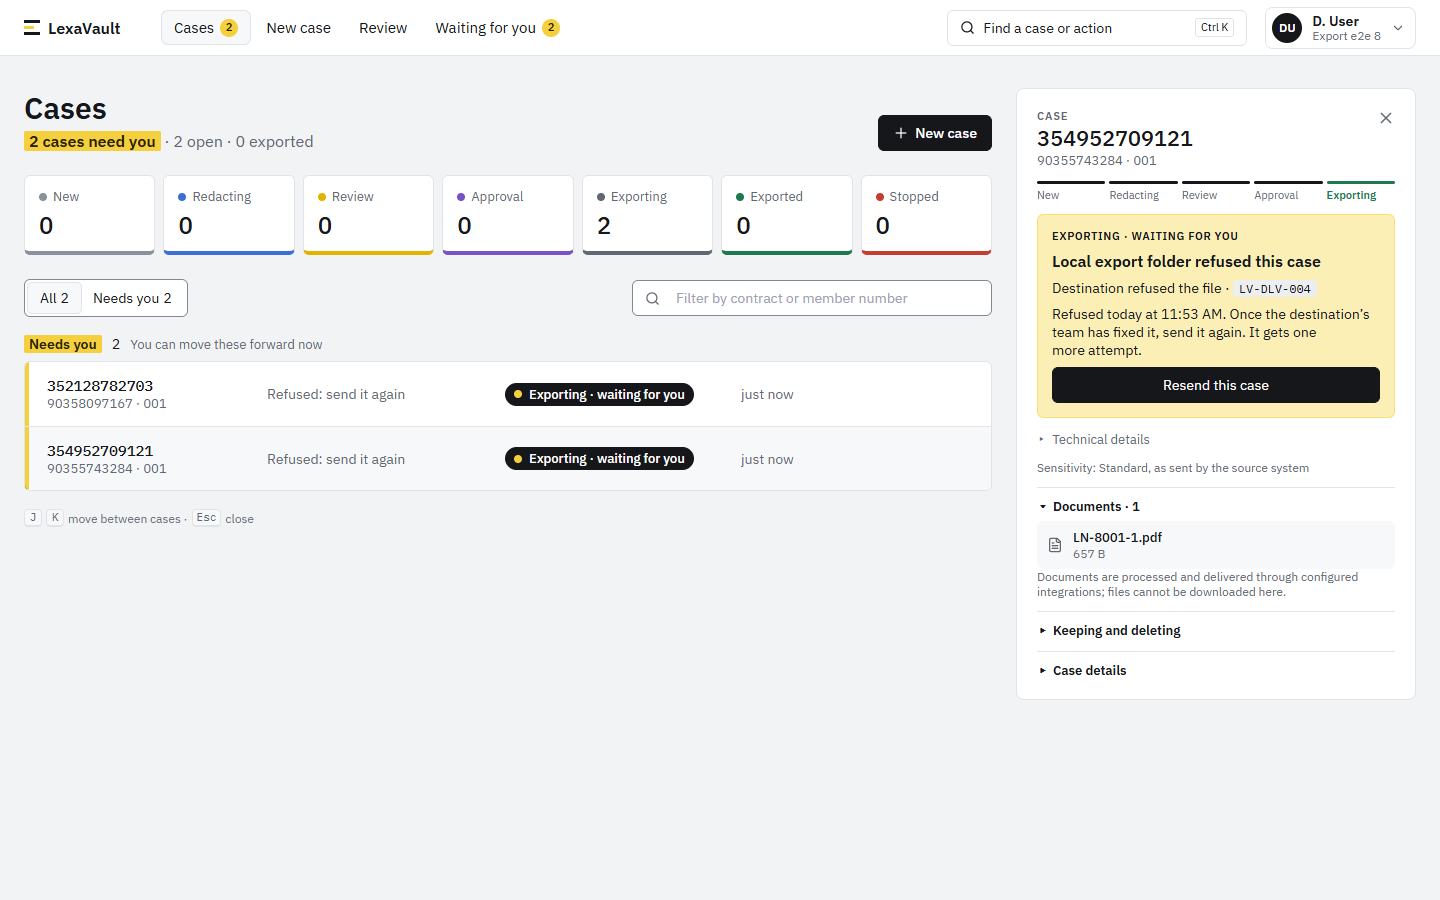 LexaVault
Cases 2
New case
Review
Waiting for you 2
Find a case or action
Ctrl K
DU
D. User
Export e2e 8
Cases
2 cases need you · 2 open · 0 exported
New case
New
0
Redacting
0
Review
0
Approval
0
Exporting
2
Exported
0
Stopped
0
All 2
Needs you 2
Filter by contract or member number
Needs you 2 You can move these forward now
352128782703
90358097167 · 001
Refused: send it again
Exporting · waiting for you
just now
354952709121
90355743284 · 001
Refused: send it again
Exporting · waiting for you
just now
J K move between cases · Esc close
CASE
354952709121
90355743284 · 001
New
Redacting
Review
Approval
Exporting
EXPORTING · WAITING FOR YOU
Local export folder refused this case
Destination refused the file · LV-DLV-004
Refused today at 11:53 AM. Once the destination’s
team has fixed it, send it again. It gets one
more attempt.
Resend this case
Technical details
Sensitivity: Standard, as sent by the source system
Documents · 1
LN-8001-1.pdf
657 B
Documents are processed and delivered through configured
integrations; files cannot be downloaded here.
Keeping and deleting
Case details